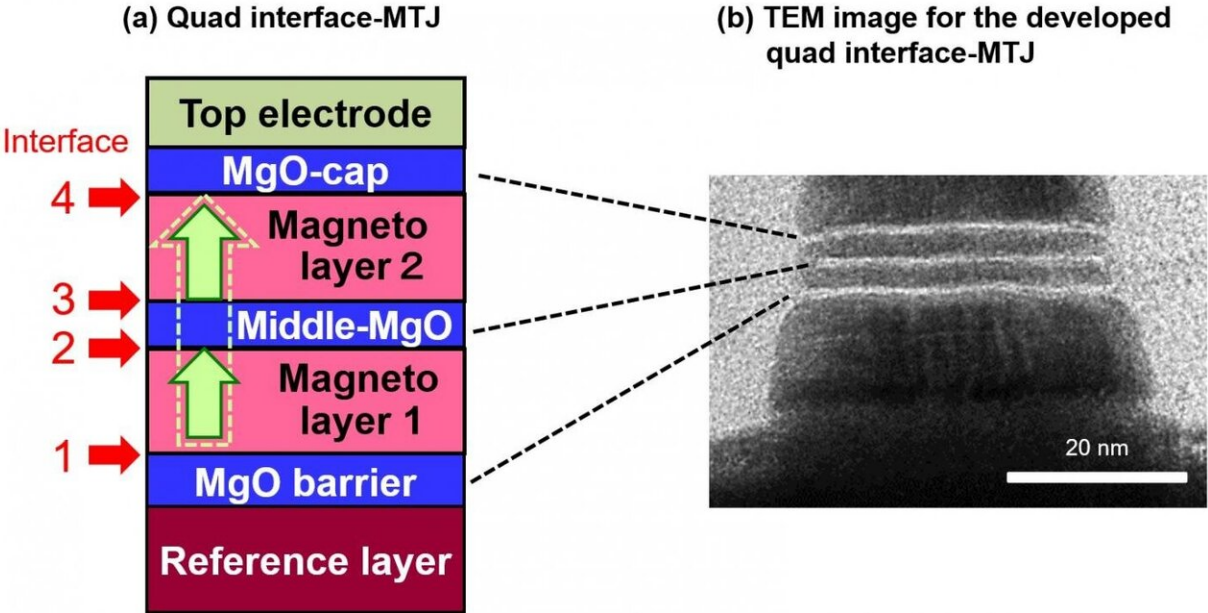 (a) Quad interface-MTJ
(b) TEM image for the developed
quad interface-MTJ
Top electrode
Interface
MgO-cap
4
Magneto
layer 2
3
Middle-MgO
2
Magneto
layer 1
1
MgO barrier
Reference layer
20 nm